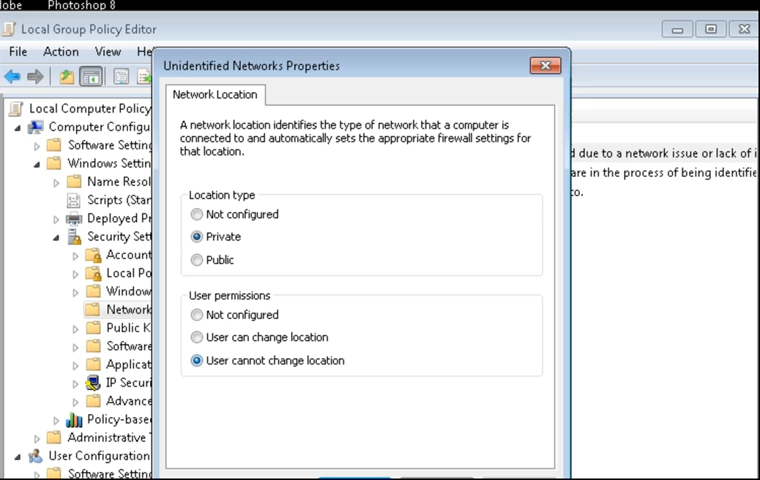 lobe Photoshop 8
Local Group Policy Editor
File Action View He
Unidentified Networks Properties
Network Location
Local Computer Policy
Computer Configu
Software Setting
Windows Settin
Name Resol
Scripts (Star
Deployed Pr
Security Sett
Account
Local Po
Window
Network
Public K
Software
Applicat
IP Securi
Advance
Policy-base
Administrative T
User Configuration
Software Setting
A network location identifies the type of network that a computer is
connected to and automatically sets the appropriate firewall settings for
that location.
Location type
Not configured
Private
Public
User permissions
Not configured
User can change location
User cannot change location
d due to a network issue or lack of i
are in the process of being identifie
to.